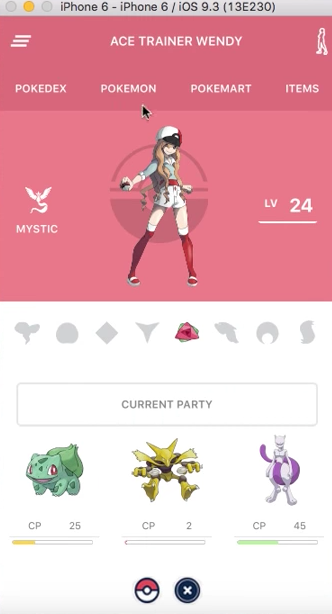 iPhone 6 - iPhone 6 / iOS 9.3 (13E230)
ACE TRAINER WENDY
POKEDEX POKEMON POKEMART ITEMS
MYSTIC
LV 24
CURRENT PARTY
CP 25 CP 2 CP 45